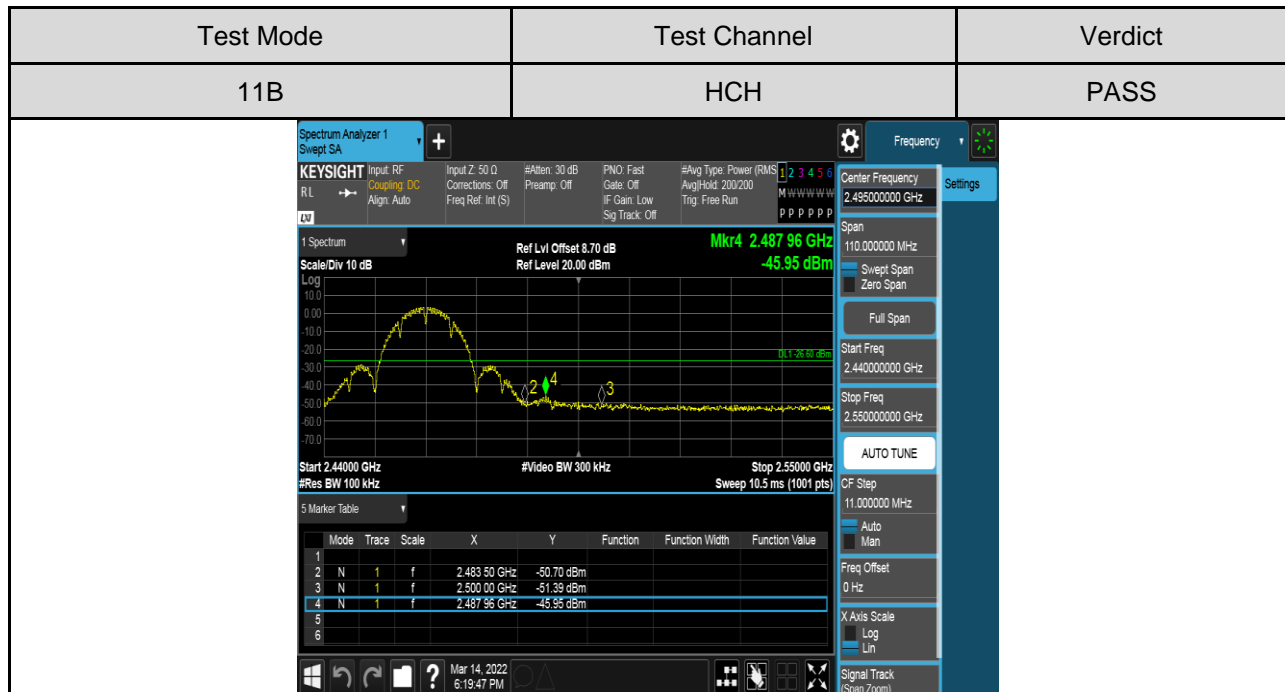 Test Mode Test Channel Verdict
11B HCH PASS
Spectrum Analyzer 1
Swept SA
+
Frequency
KEYSIGHT Input: RF Input Z: 50 Ω #Atten: 30 dB PNO: Fast #Avg Type: Power (RMS 1 2 3 4 5 6
R L Coupling: DC Corrections: Off Preamp: Off Gate: Off Avg|Hold: 200/200 M W W W W W
Align: Auto Freq Ref: Int (S) IF Gain: Low Trig: Free Run
LXI Sig Track: Off P P P P P P
1 Spectrum Ref Lvl Offset 8.70 dB Mkr4 2.487 96 GHz
Scale/Div 10 dB Ref Level 20.00 dBm -45.95 dBm
Log
10.0
0.00
-10.0
-20.0
DL1 -26.60 dBm
-30.0
-40.0
2 4 3
-50.0
-60.0
-70.0
Start 2.44000 GHz #Video BW 300 kHz Stop 2.55000 GHz
#Res BW 100 kHz Sweep 10.5 ms (1001 pts)
5 Marker Table
Mode Trace Scale X Y Function Function Width Function Value
1
2 N 1 f 2.483 50 GHz -50.70 dBm
3 N 1 f 2.500 00 GHz -51.39 dBm
4 N 1 f 2.487 96 GHz -45.95 dBm
5
6
? Mar 14, 2022
6:19:47 PM
Center Frequency
2.495000000 GHz
Settings
Span
110.000000 MHz
Swept Span
Zero Span
Full Span
Start Freq
2.440000000 GHz
Stop Freq
2.550000000 GHz
AUTO TUNE
CF Step
11.000000 MHz
Auto
Man
Freq Offset
0 Hz
X Axis Scale
Log
Lin
Signal Track
(Span Zoom)